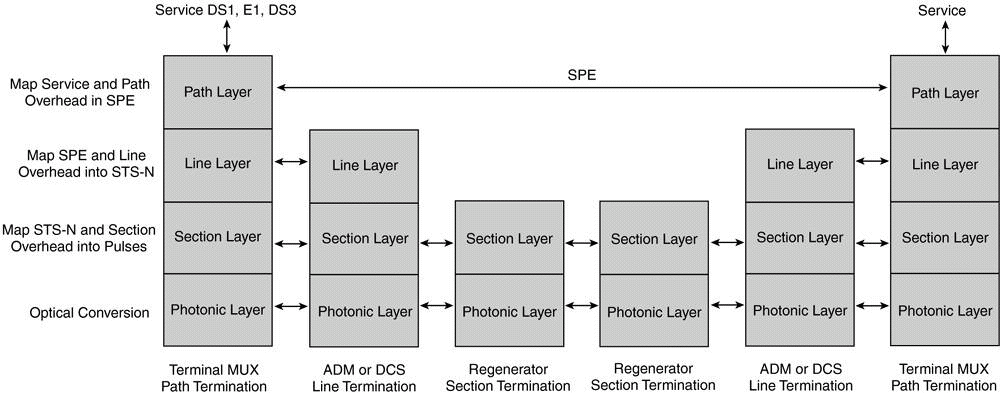 Service DS1, E1, DS3
Service
Map Service and Path
Overhead in SPE
Path Layer
SPE
Path Layer
Map SPE and Line
Overhead into STS-N
Line Layer
Line Layer
Line Layer
Line Layer
Map STS-N and Section
Overhead into Pulses
Section Layer
Section Layer
Section Layer
Section Layer
Section Layer
Section Layer
Optical Conversion
Photonic Layer
Photonic Layer
Photonic Layer
Photonic Layer
Photonic Layer
Photonic Layer
Terminal MUX
Path Termination
ADM or DCS
Line Termination
Regenerator
Section Termination
Regenerator
Section Termination
ADM or DCS
Line Termination
Terminal MUX
Path Termination